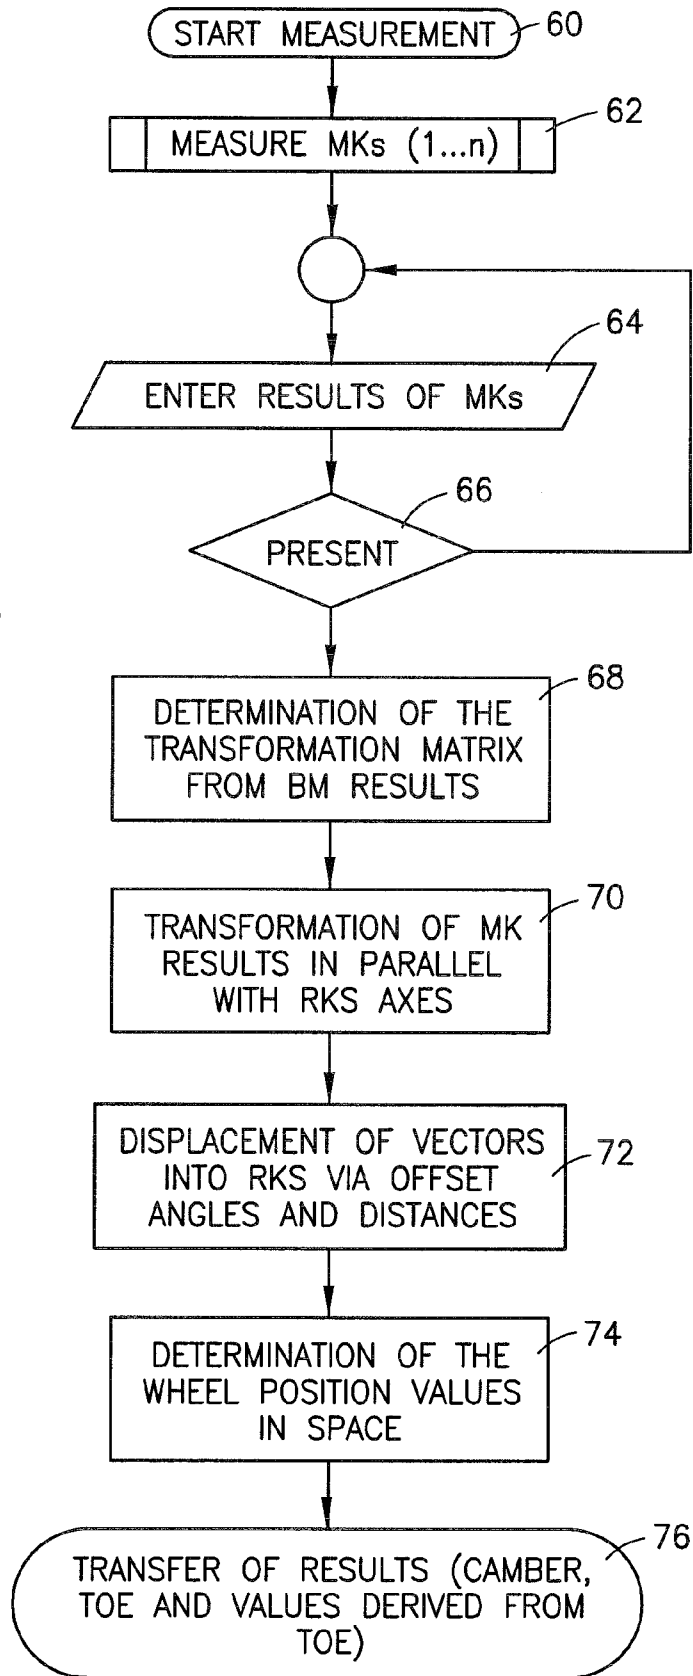 START MEASUREMENT
60
MEASURE MKs (1...n)
62
64
ENTER RESULTS OF MKs
66
PRESENT
68
DETERMINATION OF THE
TRANSFORMATION MATRIX
FROM BM RESULTS
70
TRANSFORMATION OF MK
RESULTS IN PARALLEL
WITH RKS AXES
DISPLACEMENT OF VECTORS
INTO RKS VIA OFFSET
ANGLES AND DISTANCES
72
74
DETERMINATION OF THE
WHEEL POSITION VALUES
IN SPACE
76
TRANSFER OF RESULTS (CAMBER,
TOE AND VALUES DERIVED FROM
TOE)